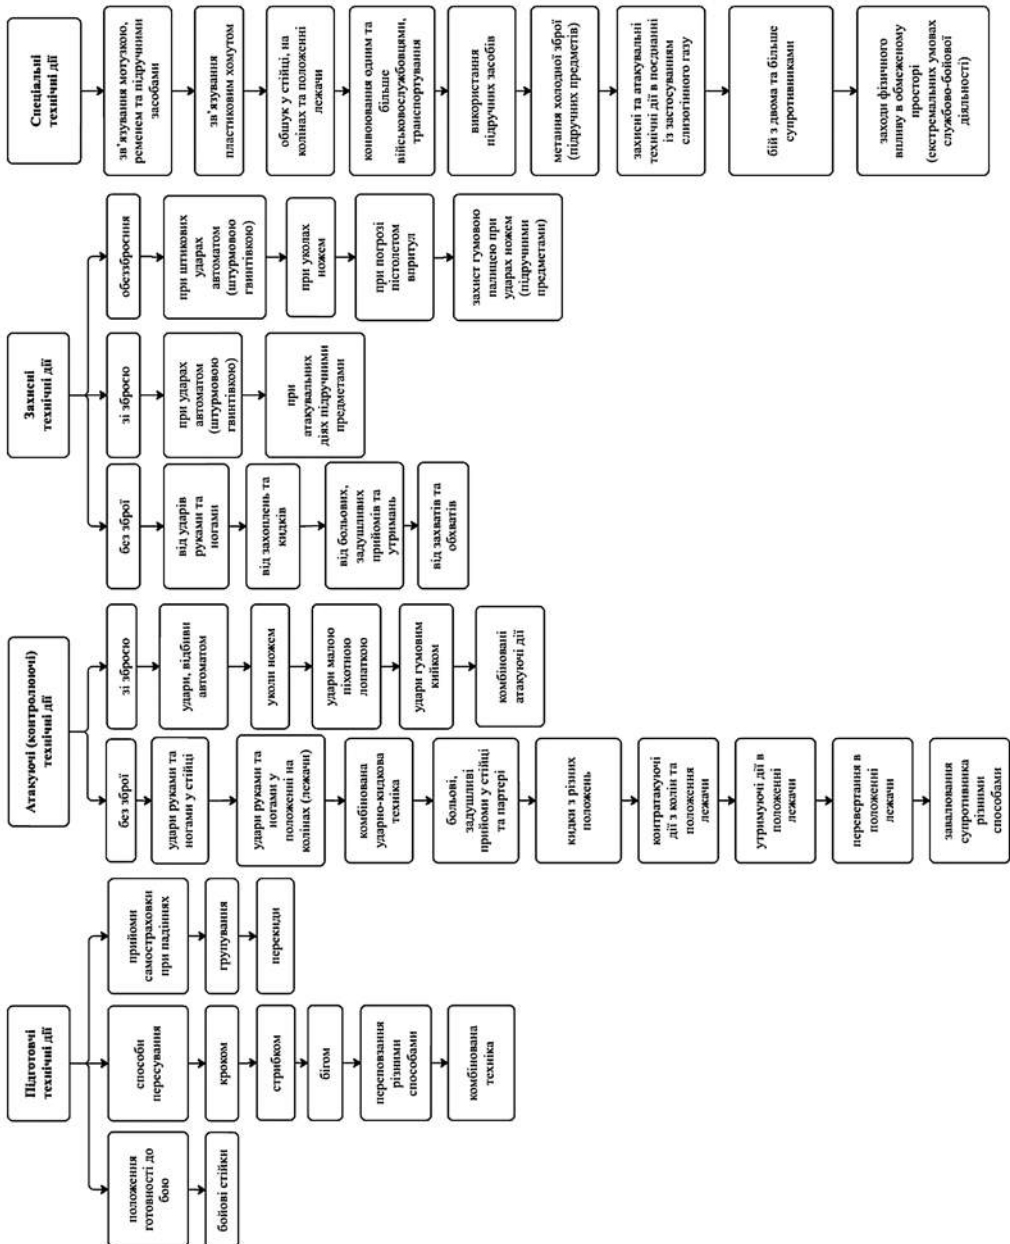 Підготовчі
технічні дії
положення
готовності до
бою
бойові стійки
способи
пересування
кроком
стрибком
бігом
переповзання
різними
способами
комбінована
техніка
прийоми
самостраховки
при падіннях
групування
перекиди
Атакуючі (контролюючі)
технічні дії
без зброї
удари руками та
ногами у стійці
удари руками та
ногами у
положенні на
колінах (лежачи)
комбінована
ударно-кидкова
техніка
больові,
задушливі
прийоми у стійці
та партері
кидки з різних
положень
контратакуючі
дії з колін та
положення
лежачи
утримуючі дії в
положенні
лежачи
перевертання в
положенні
лежачи
завалювання
супротивника
різними
способами
зі зброєю
удари, відбиви
автоматом
уколи ножем
удари малою
піхотною
лопаткою
удари гумовим
кийком
комбіновані
атакуючі дії
Захисні
технічні дії
без зброї
від ударів
руками та
ногами
від захоплень та
кидків
від больових,
задушливих
прийомів та
утримань
від захватів та
обхватів
зі зброєю
при ударах
автоматом
(штурмовою
гвинтівкою)
при
атакувальних
діях підручними
предметами
обеззброєння
при штикових
ударах
автоматом
(штурмовою
гвинтівкою)
при уколах
ножем
при погрозі
пістолетом
впритул
захист гумовою
палицею при
ударах ножем
(підручними
предметами)
Спеціальні
технічні дії
зв’язування мотузкою,
ременем та підручними
засобами
зв’язування
пластиковим хомутом
обшук у стійці, на
колінах та положенні
лежачи
конвоювання одним та
більше
військовослужбовцями,
транспортування
використання
підручних засобів
метання холодної зброї
(підручних предметів)
захисні та атакувальні
технічні дії в поєднанні
із застосуванням
сльозогінного газу
бій з двома та більше
супротивниками
заходи фізичного
впливу в обмеженому
просторі
(екстремальних умовах
службово-бойової
діяльності)